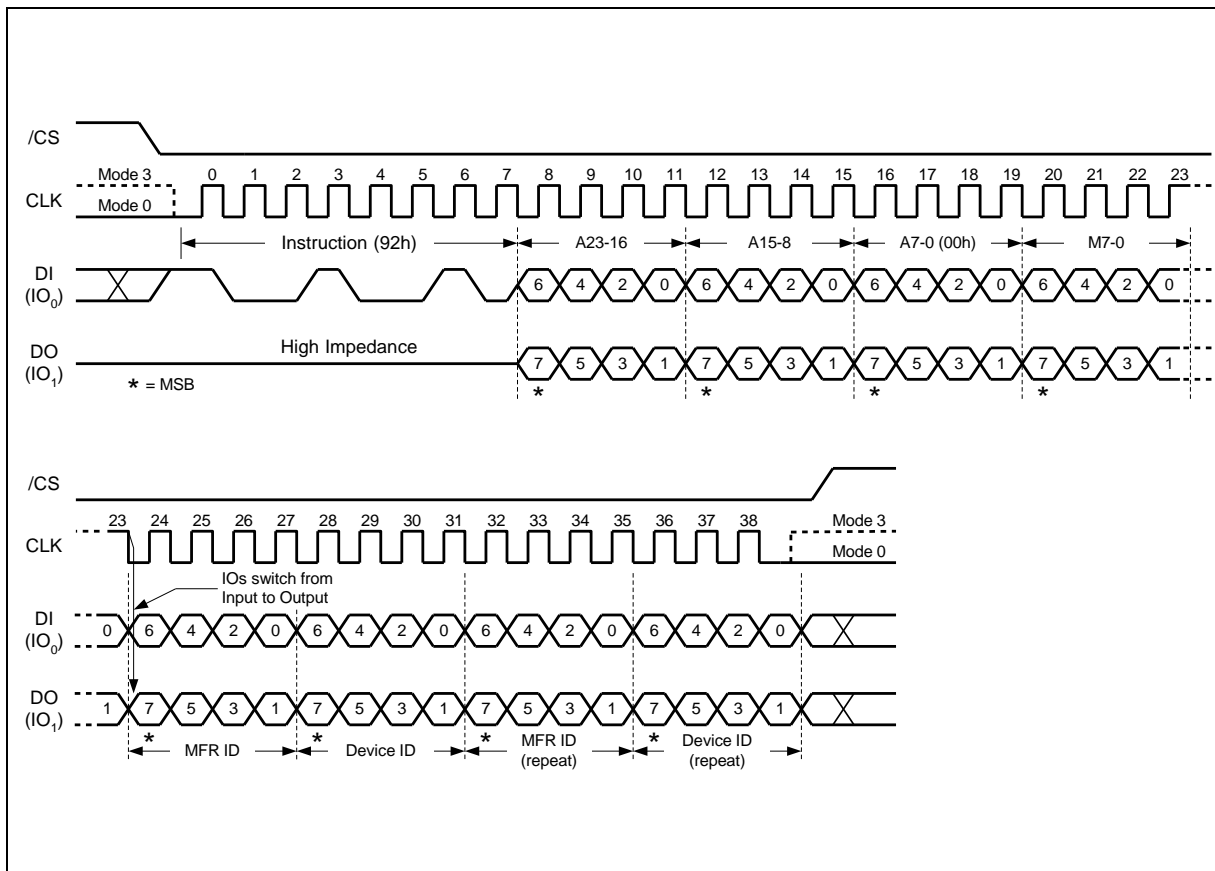 /CS
Mode 3 0 1 2 3 4 5 6 7 8 9 10 11 12 13 14 15 16 17 18 19 20 21 22 23
CLK
Mode 0
Instruction (92h) A23-16 A15-8 A7-0 (00h) M7-0
DI
(IO0) 6 4 2 0 6 4 2 0 6 4 2 0 6 4 2 0
High Impedance
DO
(IO1) 7 5 3 1 7 5 3 1 7 5 3 1 7 5 3 1
* = MSB * * * *
/CS
23 24 25 26 27 28 29 30 31 32 33 34 35 36 37 38 Mode 3
CLK
Mode 0
IOs switch from
Input to Output
DI
(IO0) 0 6 4 2 0 6 4 2 0 6 4 2 0 6 4 2 0
DO
(IO1) 1 7 5 3 1 7 5 3 1 7 5 3 1 7 5 3 1
* * * *
MFR ID Device ID MFR ID
(repeat) Device ID
(repeat)